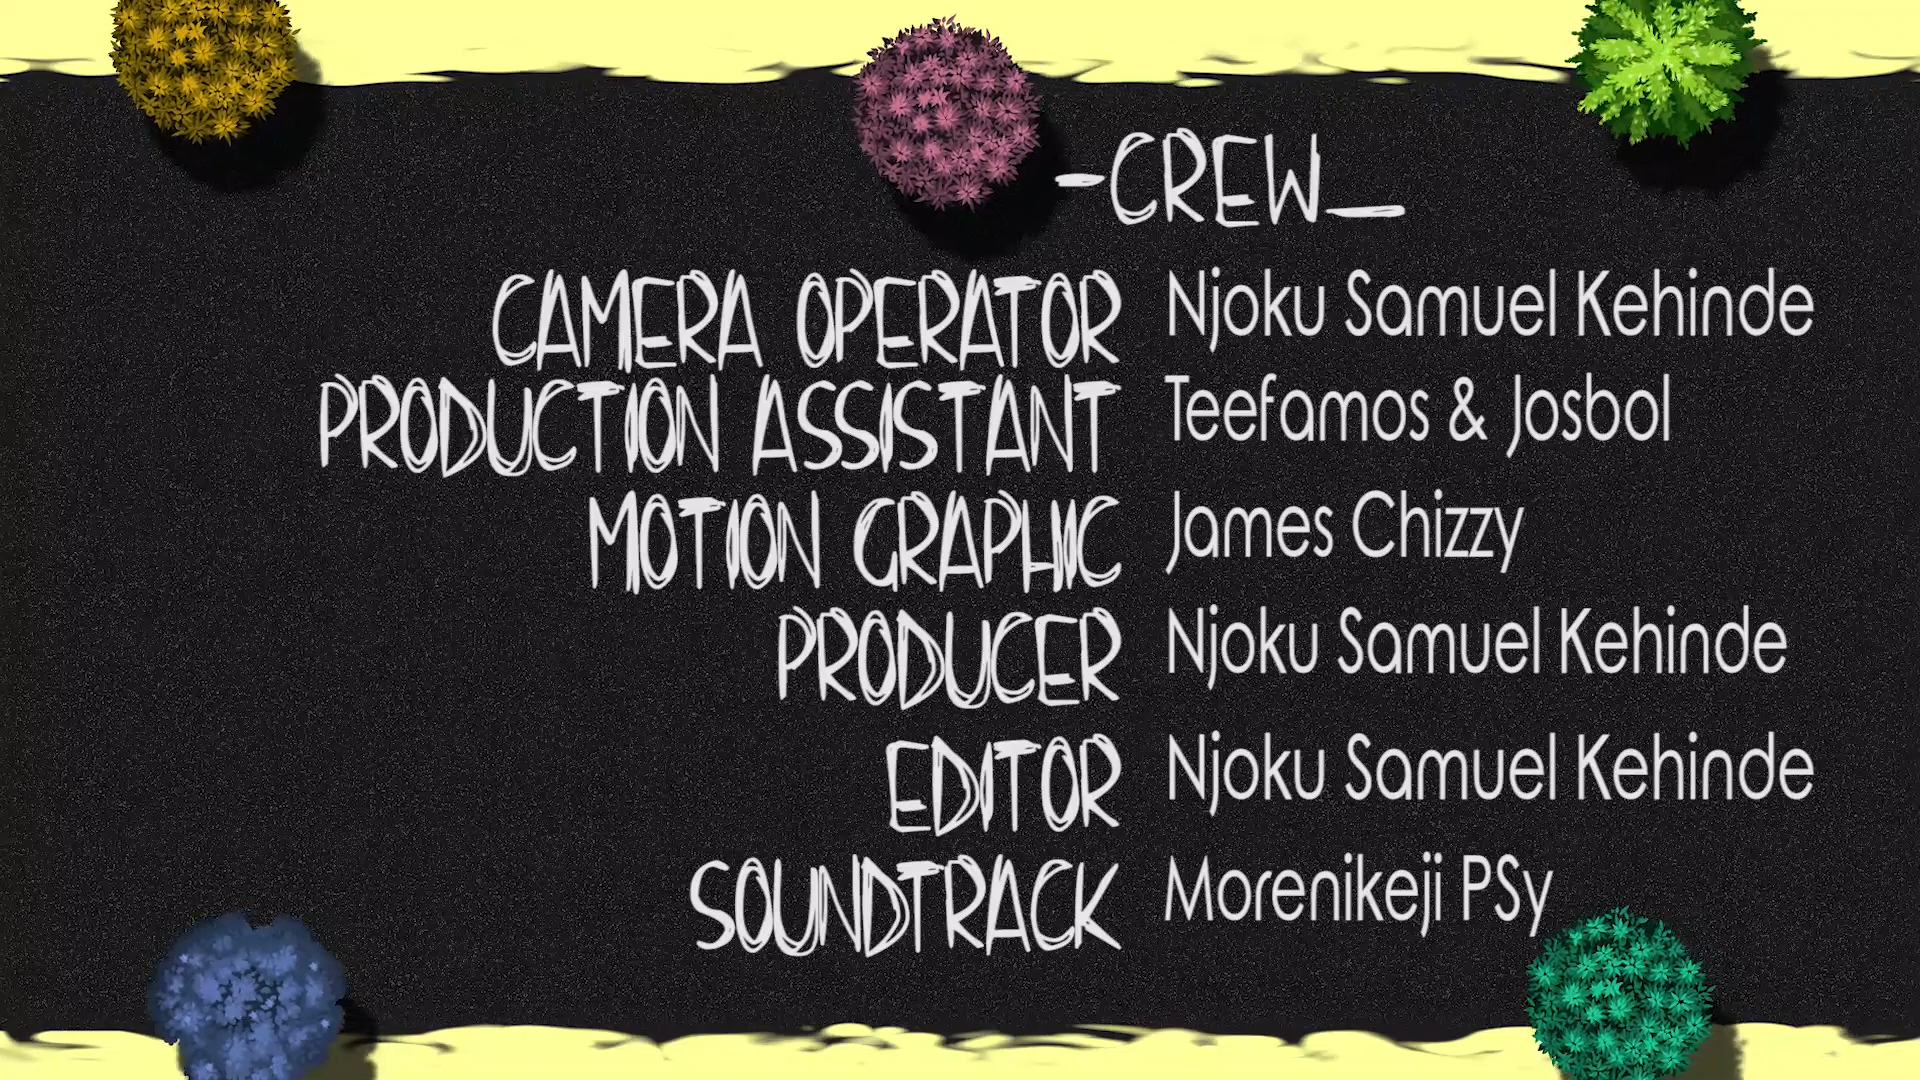 -CREW_
CAMERA OPERATOR Njoku Samuel Kehinde
PRODUCTION ASSISTANT Teefamos & Josbol
MOTION GRAPHIC James Chizzy
PRODUCER Njoku Samuel Kehinde
EDITOR Njoku Samuel Kehinde
SOUNDTRACK Morenikeji PSy